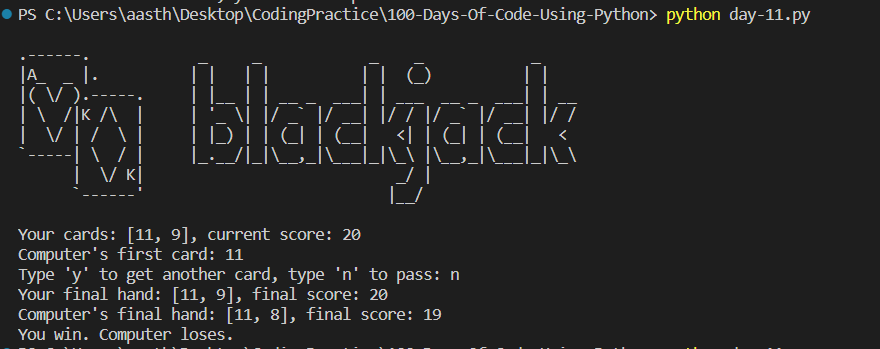 PS C:\Users\aasth\Desktop\CodingPractice\100-Days-Of-Code-Using-Python> python day-11.py
A
K
blackjack
K
Your cards: [11, 9], current score: 20
Computer's first card: 11
Type 'y' to get another card, type 'n' to pass: n
Your final hand: [11, 9], final score: 20
Computer's final hand: [11, 8], final score: 19
You win. Computer loses.